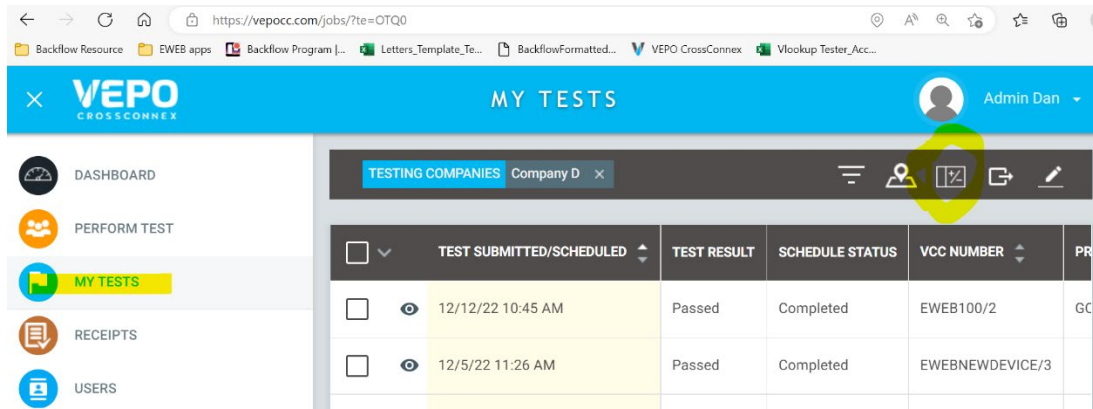 https://vepocc.com/jobs/?te=OTQ0
Backflow Resource EWEB apps Backflow Program |... Letters_Template_Te... BackflowFormatted... VEPO CrossConnex Vlookup Tester_Acc...
VEPO
CROSSCONNEX
MY TESTS
Admin Dan
DASHBOARD
PERFORM TEST
MY TESTS
RECEIPTS
USERS
TESTING COMPANIES Company D ×
TEST SUBMITTED/SCHEDULED TEST RESULT SCHEDULE STATUS VCC NUMBER PR
12/12/22 10:45 AM Passed Completed EWEB100/2 GC
12/5/22 11:26 AM Passed Completed EWEBNEWDEVICE/3